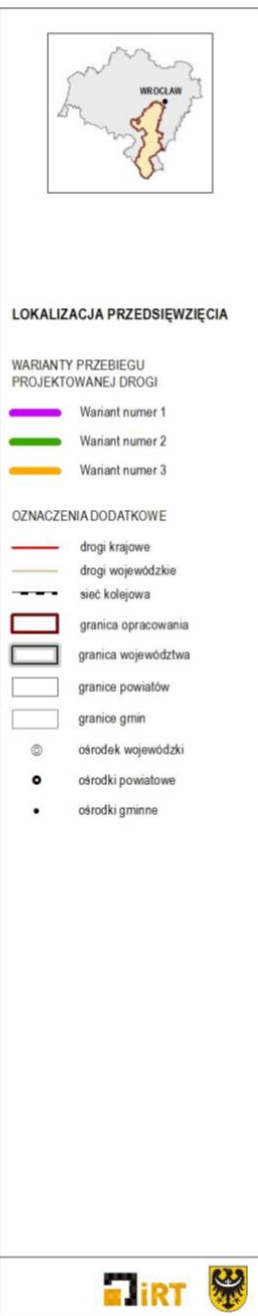 WROCŁAW
LOKALIZACJA PRZEDSIĘWZIĘCIA
WARIANTY PRZEBIEGU
PROJEKTOWANEJ DROGI
Wariant numer 1
Wariant numer 2
Wariant numer 3
OZNACZENIA DODATKOWE
drogi krajowe
drogi wojewódzkie
sieć kolejowa
granica opracowania
granica województwa
granice powiatów
granice gmin
ośrodek wojewódzki
ośrodki powiatowe
ośrodki gminne
iRT